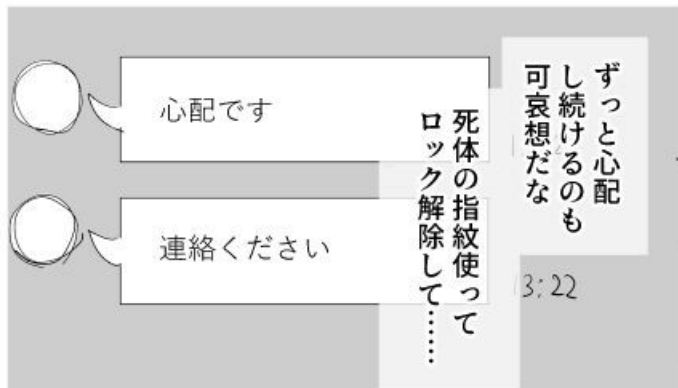 ずっと心配
し続けるのも
可哀想だな
死体の指紋使って
ロック解除して……
心配です
連絡ください
13:22